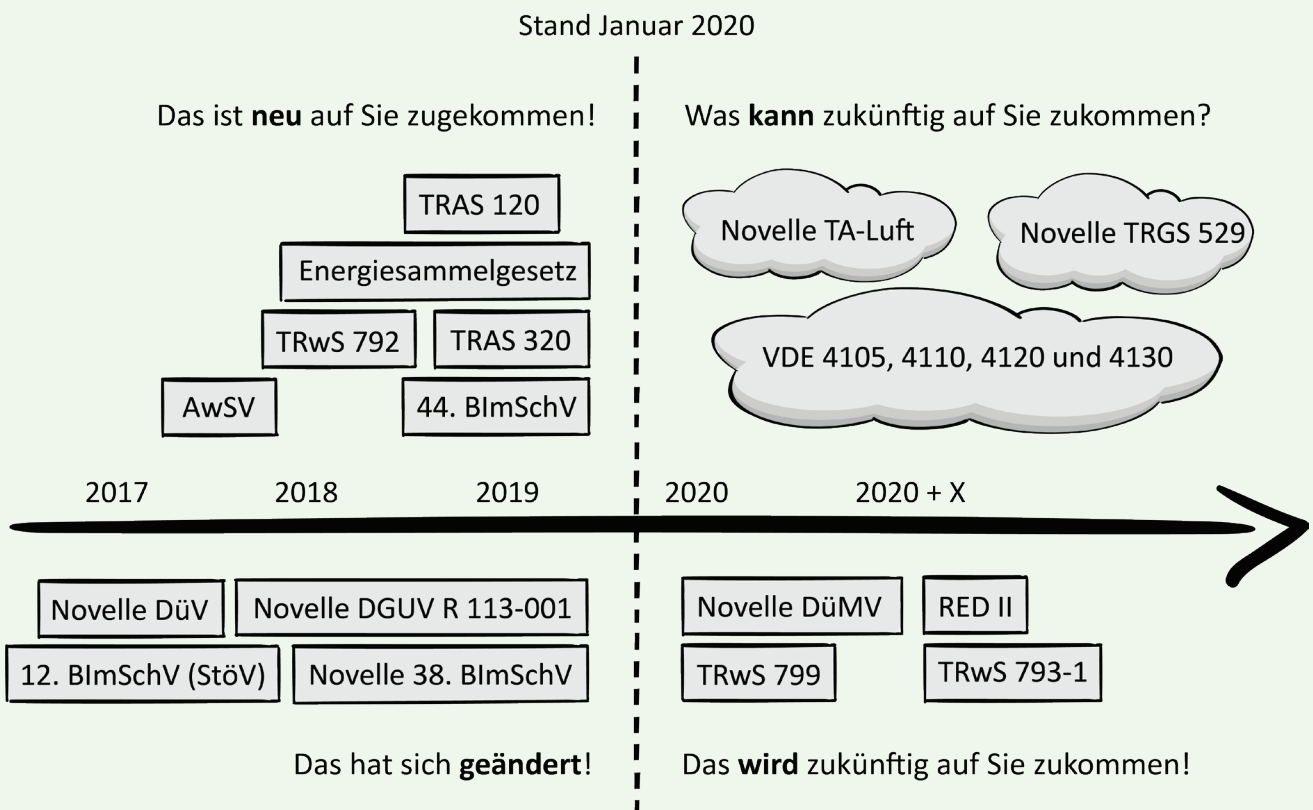 Stand Januar 2020
Das ist neu auf Sie zugekommen!
TRAS 120
Energiesammelgesetz
TRwS 792
TRAS 320
AwSV
44. BImSchV
Was kann zukünftig auf Sie zukommen?
Novelle TA-Luft
Novelle TRGS 529
VDE 4105, 4110, 4120 und 4130
2017
2018
2019
2020
2020 + X
Novelle DüV
Novelle DGUV R 113-001
12. BImSchV (StöV)
Novelle 38. BImSchV
Das hat sich geändert!
Novelle DüMV
RED II
TRwS 799
TRwS 793-1
Das wird zukünftig auf Sie zukommen!